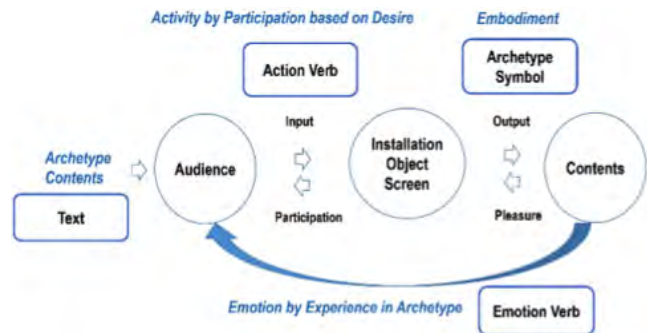 Activity by Participation based on Desire
Embodiment
Action Verb
Archetype
Symbol
Input
Output
Archetype
Contents
Audience
Installation
Object
Screen
Contents
Text
Participation
Pleasure
Emotion by Experience in Archetype
Emotion Verb